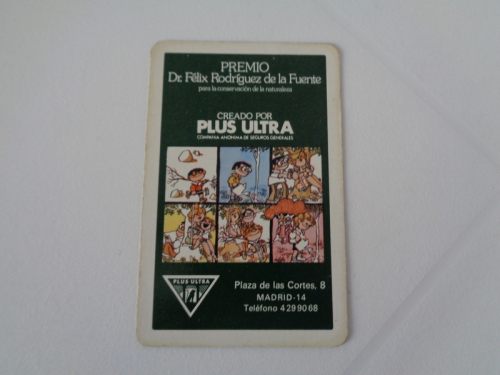 PREMIO
Dr. Félix Rodríguez de la Fuente
para la conservación de la naturaleza
CREADO POR
PLUS ULTRA
COMPAÑIA ANONIMA DE SEGUROS GENERALES
PLUS ULTRA
Plaza de las Cortes, 8
MADRID-14
Teléfono 4299068